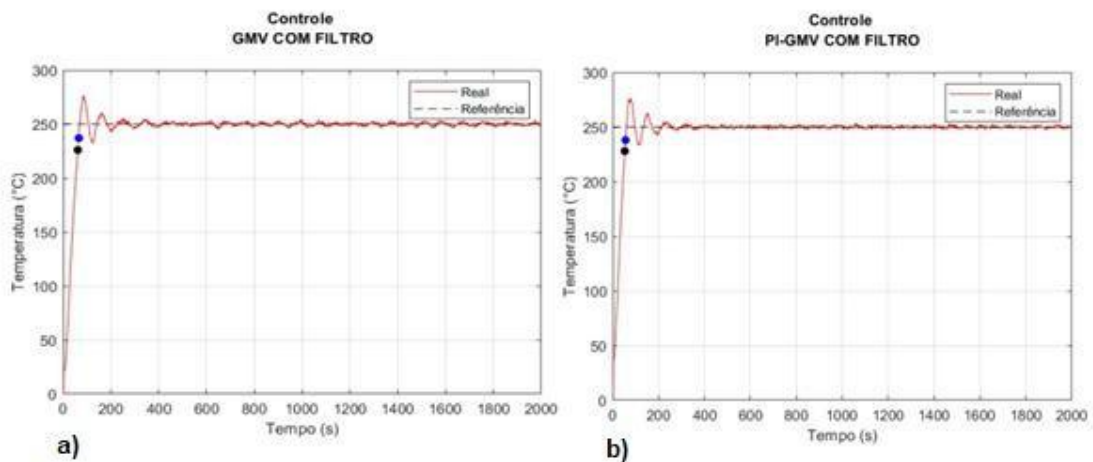 Controle
GMV COM FILTRO
Temperatura (°C)
300
250
200
150
100
50
0
Real
Referência
0 200 400 600 800 1000 1200 1400 1600 1800 2000
Tempo (s)
a)
Controle
PI-GMV COM FILTRO
Temperatura (°C)
300
250
200
150
100
50
0
Real
Referência
0 200 400 600 800 1000 1200 1400 1600 1800 2000
Tempo (s)
b)